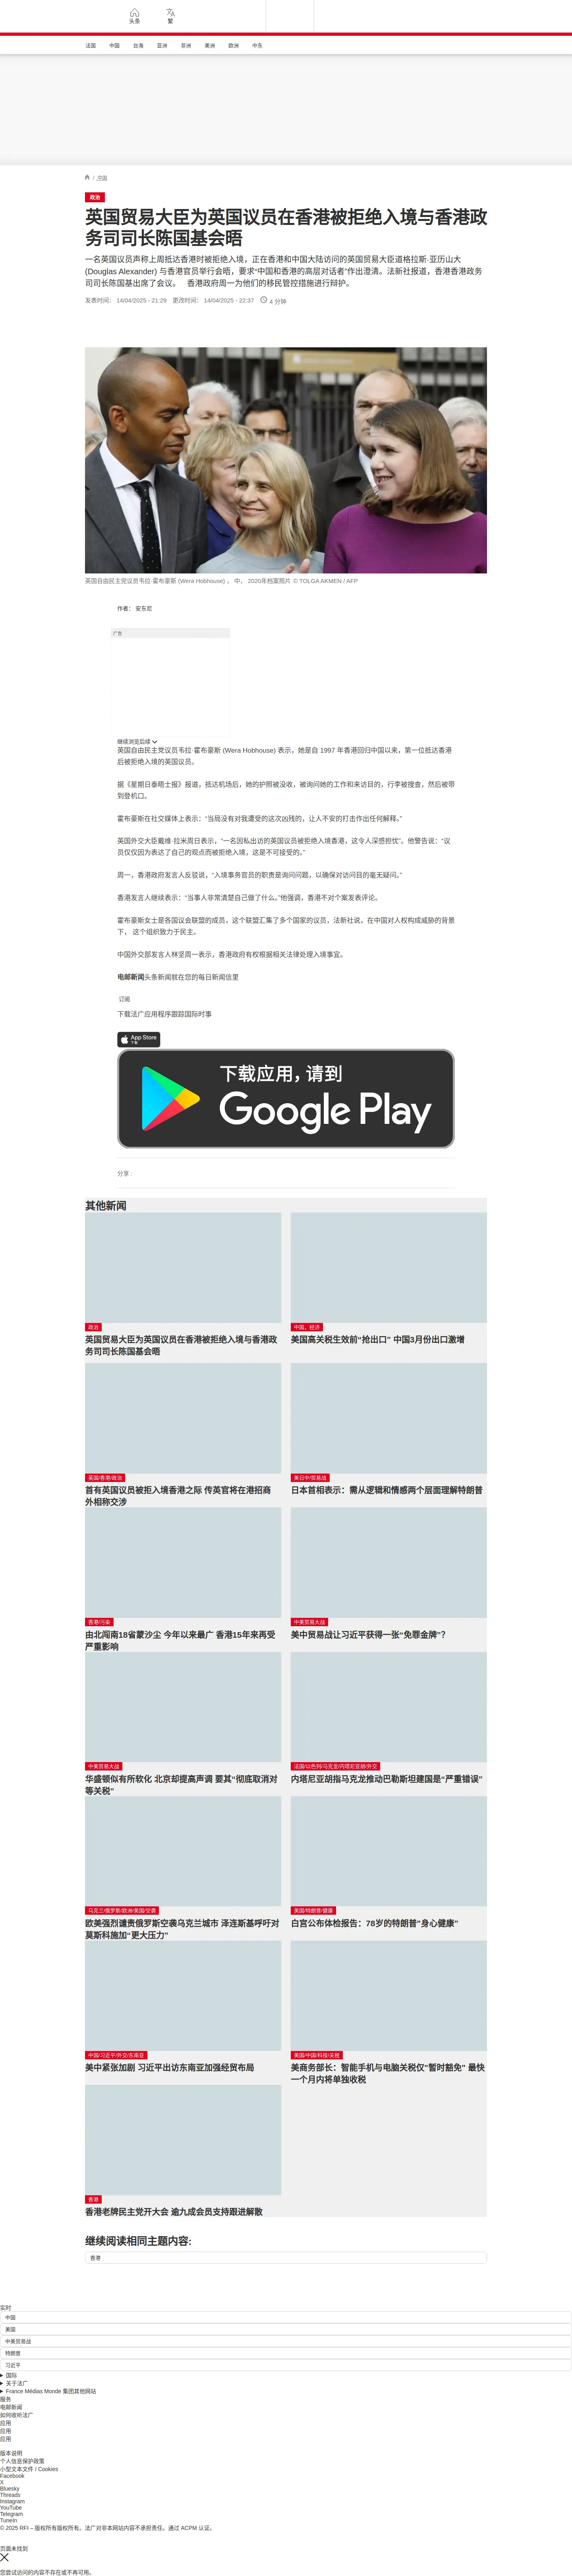 头条
繁
法国 中国 台海 亚洲 非洲 美洲 欧洲 中东
/ 中国
政治
英国贸易大臣为英国议员在香港被拒绝入境与香港政
务司司长陈国基会晤
一名英国议员声称上周抵达香港时被拒绝入境，正在香港和中国大陆访问的英国贸易大臣道格拉斯·亚历山大
(Douglas Alexander) 与香港官员举行会晤，要求“中国和香港的高层对话者”作出澄清。法新社报道，香港香港政务
司司长陈国基出席了会议。 香港政府周一为他们的移民管控措施进行辩护。
发表时间： 14/04/2025 - 21:29 更改时间： 14/04/2025 - 22:37 4 分钟
英国自由民主党议员韦拉·霍布豪斯 (Wera Hobhouse) ， 中， 2020年档案照片 © TOLGA AKMEN / AFP
作者： 安东尼
广告
继续浏览后续
英国自由民主党议员韦拉·霍布豪斯 (Wera Hobhouse) 表示，她是自 1997 年香港回归中国以来，第一位抵达香港
后被拒绝入境的英国议员。
据《星期日泰晤士报》报道，抵达机场后，她的护照被没收，被询问她的工作和来访目的，行李被搜查，然后被带
到登机口。
霍布豪斯在社交媒体上表示：“当局没有对我遭受的这次凶残的，让人不安的打击作出任何解释。”
英国外交大臣戴维·拉米周日表示，“一名因私出访的英国议员被拒绝入境香港，这令人深感担忧”。他警告说：“议
员仅仅因为表达了自己的观点而被拒绝入境，这是不可接受的。”
周一，香港政府发言人反驳说，“入境事务官员的职责是询问问题，以确保对访问目的毫无疑问。”
香港发言人继续表示：“当事人非常清楚自己做了什么。”他强调，香港不对个案发表评论。
霍布豪斯女士是各国议会联盟的成员，这个联盟汇集了多个国家的议员，法新社说，在中国对人权构成威胁的背景
下， 这个组织致力于民主。
中国外交部发言人林坚周一表示，香港政府有权根据相关法律处理入境事宜。
电邮新闻头条新闻就在您的每日新闻信里
订阅
下载法广应用程序跟踪国际时事
App Store
下载
下载应用，请到
Google Play
分享 :
其他新闻
政治
英国贸易大臣为英国议员在香港被拒绝入境与香港政
务司司长陈国基会晤
中国，经济
美国高关税生效前“抢出口” 中国3月份出口激增
英国/香港/政治
首有英国议员被拒入境香港之际 传英官将在港招商
外相称交涉
美日中/贸易战
日本首相表示：需从逻辑和情感两个层面理解特朗普
香港/污染
由北闯南18省蒙沙尘 今年以来最广 香港15年来再受
严重影响
中美贸易大战
美中贸易战让习近平获得一张“免罪金牌”？
中美贸易大战
华盛顿似有所软化 北京却提高声调 要其“彻底取消对
等关税”
法国/以色列/马克龙/内塔尼亚胡/外交
内塔尼亚胡指马克龙推动巴勒斯坦建国是“严重错误”
乌克兰/俄罗斯/欧洲/美国/空袭
欧美强烈谴责俄罗斯空袭乌克兰城市 泽连斯基呼吁对
莫斯科施加“更大压力”
美国/特朗普/健康
白宫公布体检报告：78岁的特朗普“身心健康”
中国/习近平/外交/东南亚
美中紧张加剧 习近平出访东南亚加强经贸布局
美国/中国/科技/关税
美商务部长：智能手机与电脑关税仅"暂时豁免" 最快
一个月内将单独收税
香港
香港老牌民主党开大会 逾九成会员支持跟进解散
继续阅读相同主题内容:
香港
实时
中国
美国
中美贸易战
特朗普
习近平
国际
关于法广
France Médias Monde 集团其他网站
服务
电邮新闻
如何收听法广
应用
应用
应用
版本说明
个人信息保护政策
小型文本文件 / Cookies
Facebook
X
Bluesky
Threads
Instagram
YouTube
Telegram
TuneIn
© 2025 RFI – 版权所有版权所有。法广对非本网站内容不承担责任。通过 ACPM 认证。
页面未找到
您尝试访问的内容不存在或不再可用。